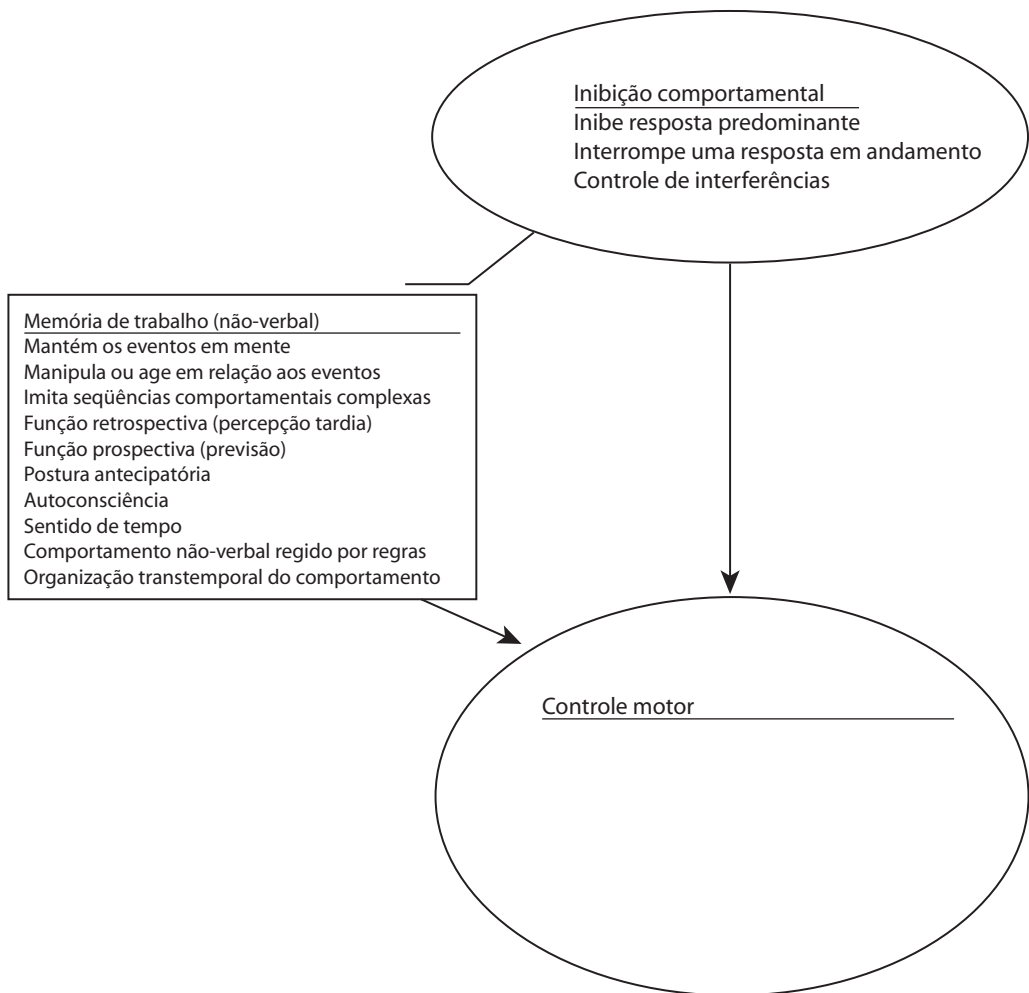 Inibição comportamental
Inibe resposta predominante
Interrompe uma resposta em andamento
Controle de interferências
Memória de trabalho (não-verbal)
Mantém os eventos em mente
Manipula ou age em relação aos eventos
Imita seqüências comportamentais complexas
Função retrospectiva (percepção tardia)
Função prospectiva (previsão)
Postura antecipatória
Autoconsciência
Sentido de tempo
Comportamento não-verbal regido por regras
Organização transtemporal do comportamento
Controle motor